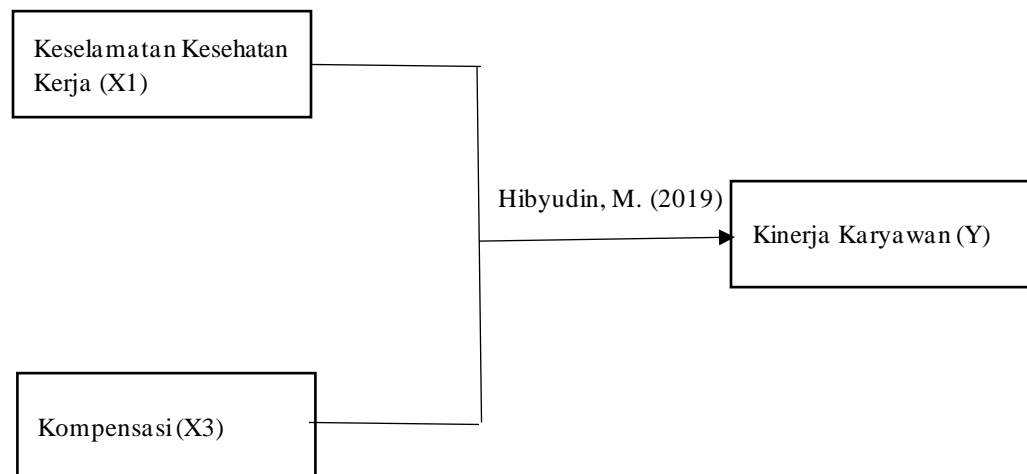 Keselamatan Kesehatan
Kerja (X1)
Hibyudin, M. (2019)
Kinerja Karyawan (Y)
Kompensasi (X3)